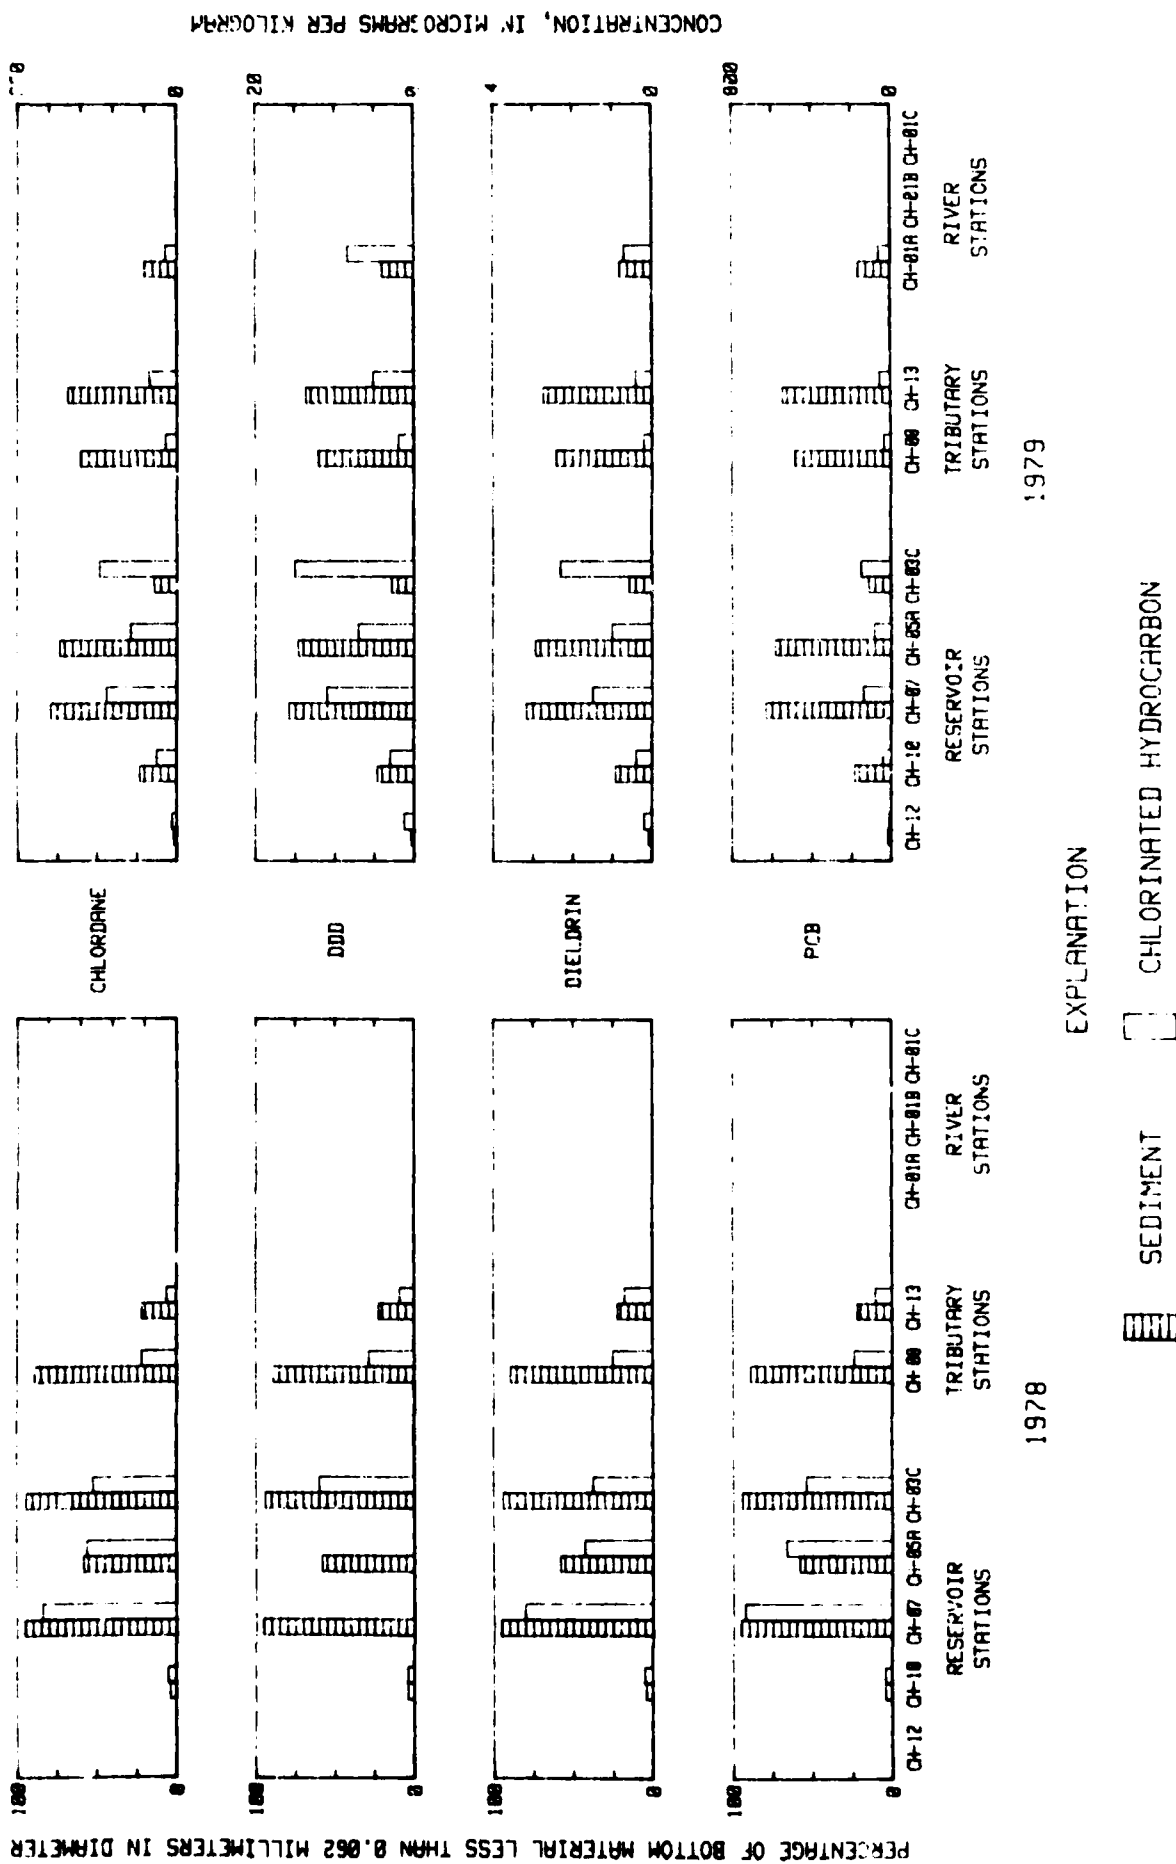 PERCENTAGE OF BOTTOM MATERIAL LESS THAN 0.062 MILLIMETERS IN DIAMETER
CONCENTRATION, IN MICROGRAMS PER KILOGRAM
100
0
CHLORDANE
0
100
0
DDD
20
100
0
DIELDRIN
4
0
100
0
PCB
800
0
CH-12 CH-10 CH-07 CH-05A CH-03C CH-08 CH-13 CH-01A CH-01B CH-01C
RESERVOIR STATIONS
TRIBUTARY STATIONS
RIVER STATIONS
1978
CH-12 CH-10 CH-07 CH-05A CH-03C CH-08 CH-13 CH-01A CH-01B CH-01C
RESERVOIR STATIONS
TRIBUTARY STATIONS
RIVER STATIONS
1979
EXPLANATION
SEDIMENT
CHLORINATED HYDROCARBON